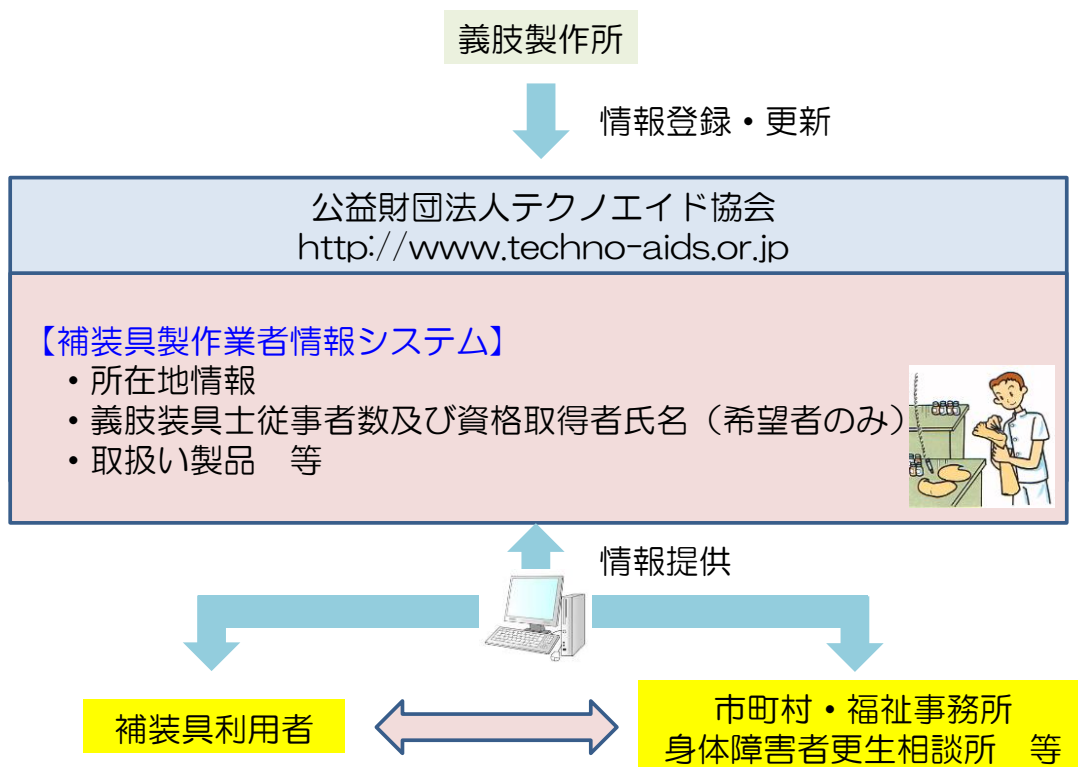 義肢製作所
情報登録・更新
公益財団法人テクノエイド協会
http://www.techno-aids.or.jp
【補装具製作業者情報システム】
・所在地情報
・義肢装具士従事者数及び資格取得者氏名（希望者のみ）
・取扱い製品　等
情報提供
補装具利用者
市町村・福祉事務所
身体障害者更生相談所　等